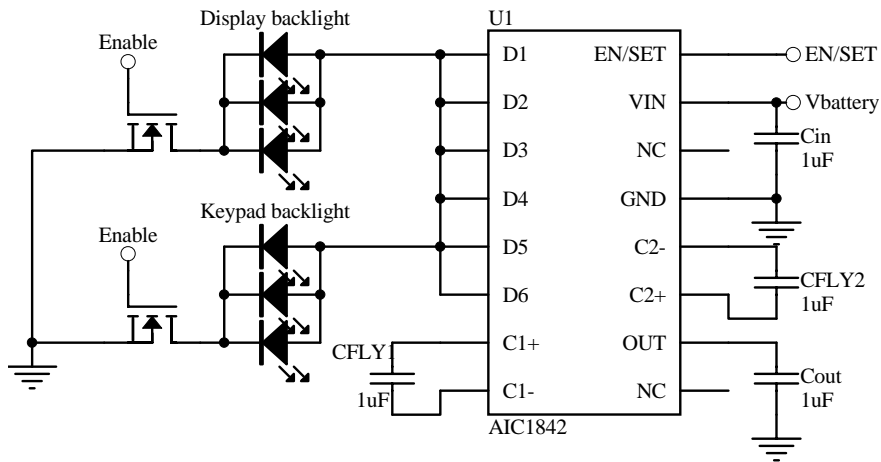 Display backlight
U1
Enable
D1
EN/SET
EN/SET
D2
VIN
Vbattery
D3
NC
Cin
1uF
D4
GND
Keypad backlight
Enable
D5
C2-
D6
C2+
CFLY2
1uF
CFLY1
1uF
C1+
OUT
C1-
NC
Cout
1uF
AIC1842